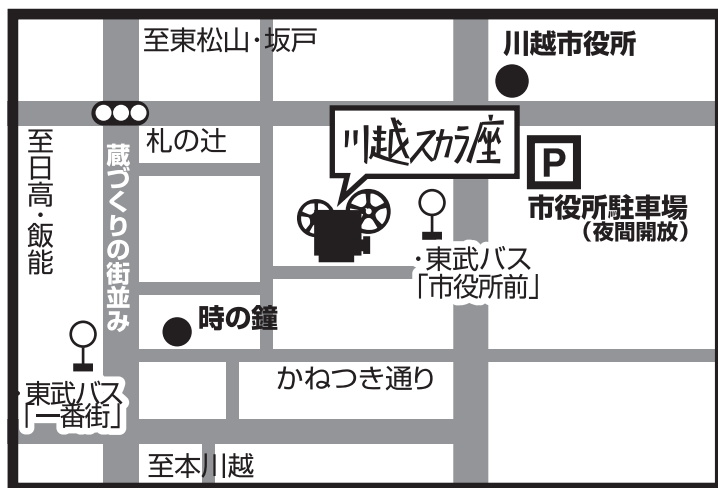 至東松山・坂戸
川越市役所
札の辻
川越スカラ座
至日高・飯能
蔵づくりの街並み
P
市役所駐車場
(夜間開放)
・東武バス
「市役所前」
時の鐘
かねつき通り
・東武バス
「一番街」
至本川越